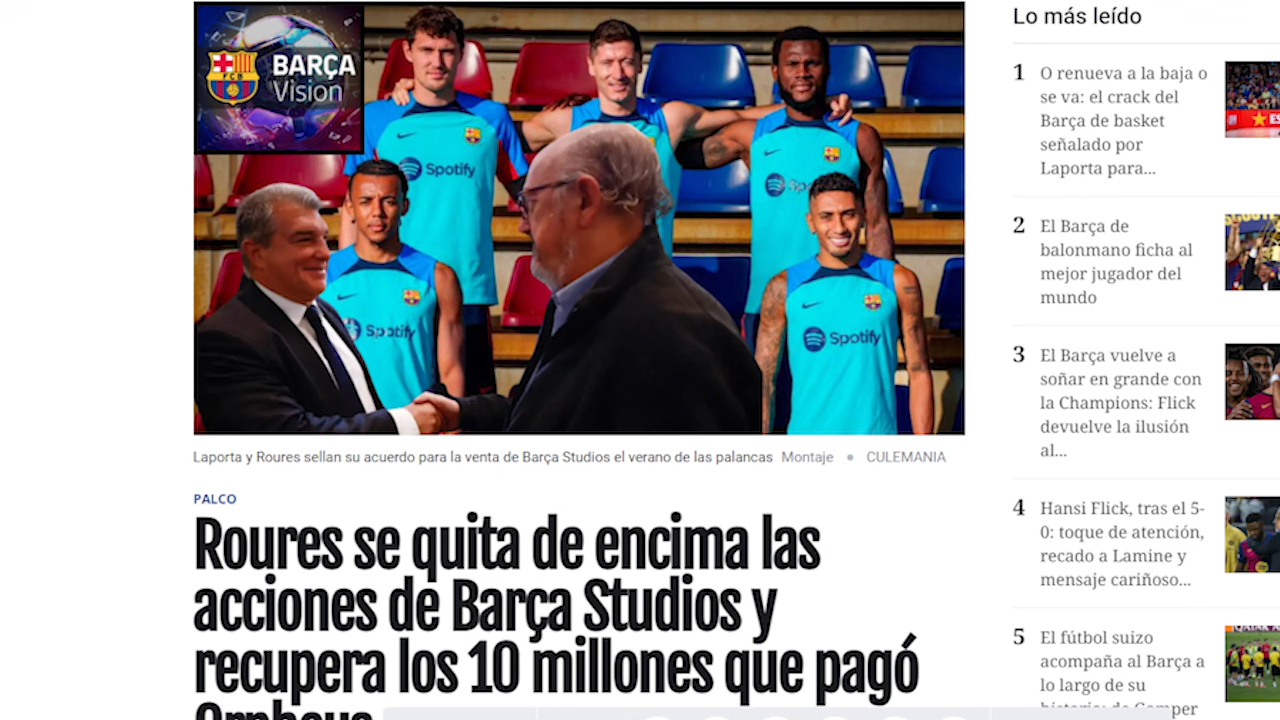 BARÇA
Vision
FCB
Spotify
Spotify
Spotify
Laporta y Roures sellan su acuerdo para la venta de Barça Studios el verano de las palancas Montaje • CULEMANIA
PALCO
Roures se quita de encima las
acciones de Barça Studios y
recupera los 10 millones que pagó
Orpheus
Lo más leído
1 O renueva a la baja o
se va: el crack del
Barça de basket
señalado por
Laporta para...
2 El Barça de
balonmano ficha al
mejor jugador del
mundo
3 El Barça vuelve a
soñar en grande con
la Champions: Flick
devuelve la ilusión
al...
4 Hansi Flick, tras el 5-
0: toque de atención,
recado a Lamine y
mensaje cariñoso...
5 El fútbol suizo
acompaña al Barça a
lo largo de su
historia: de Gamper